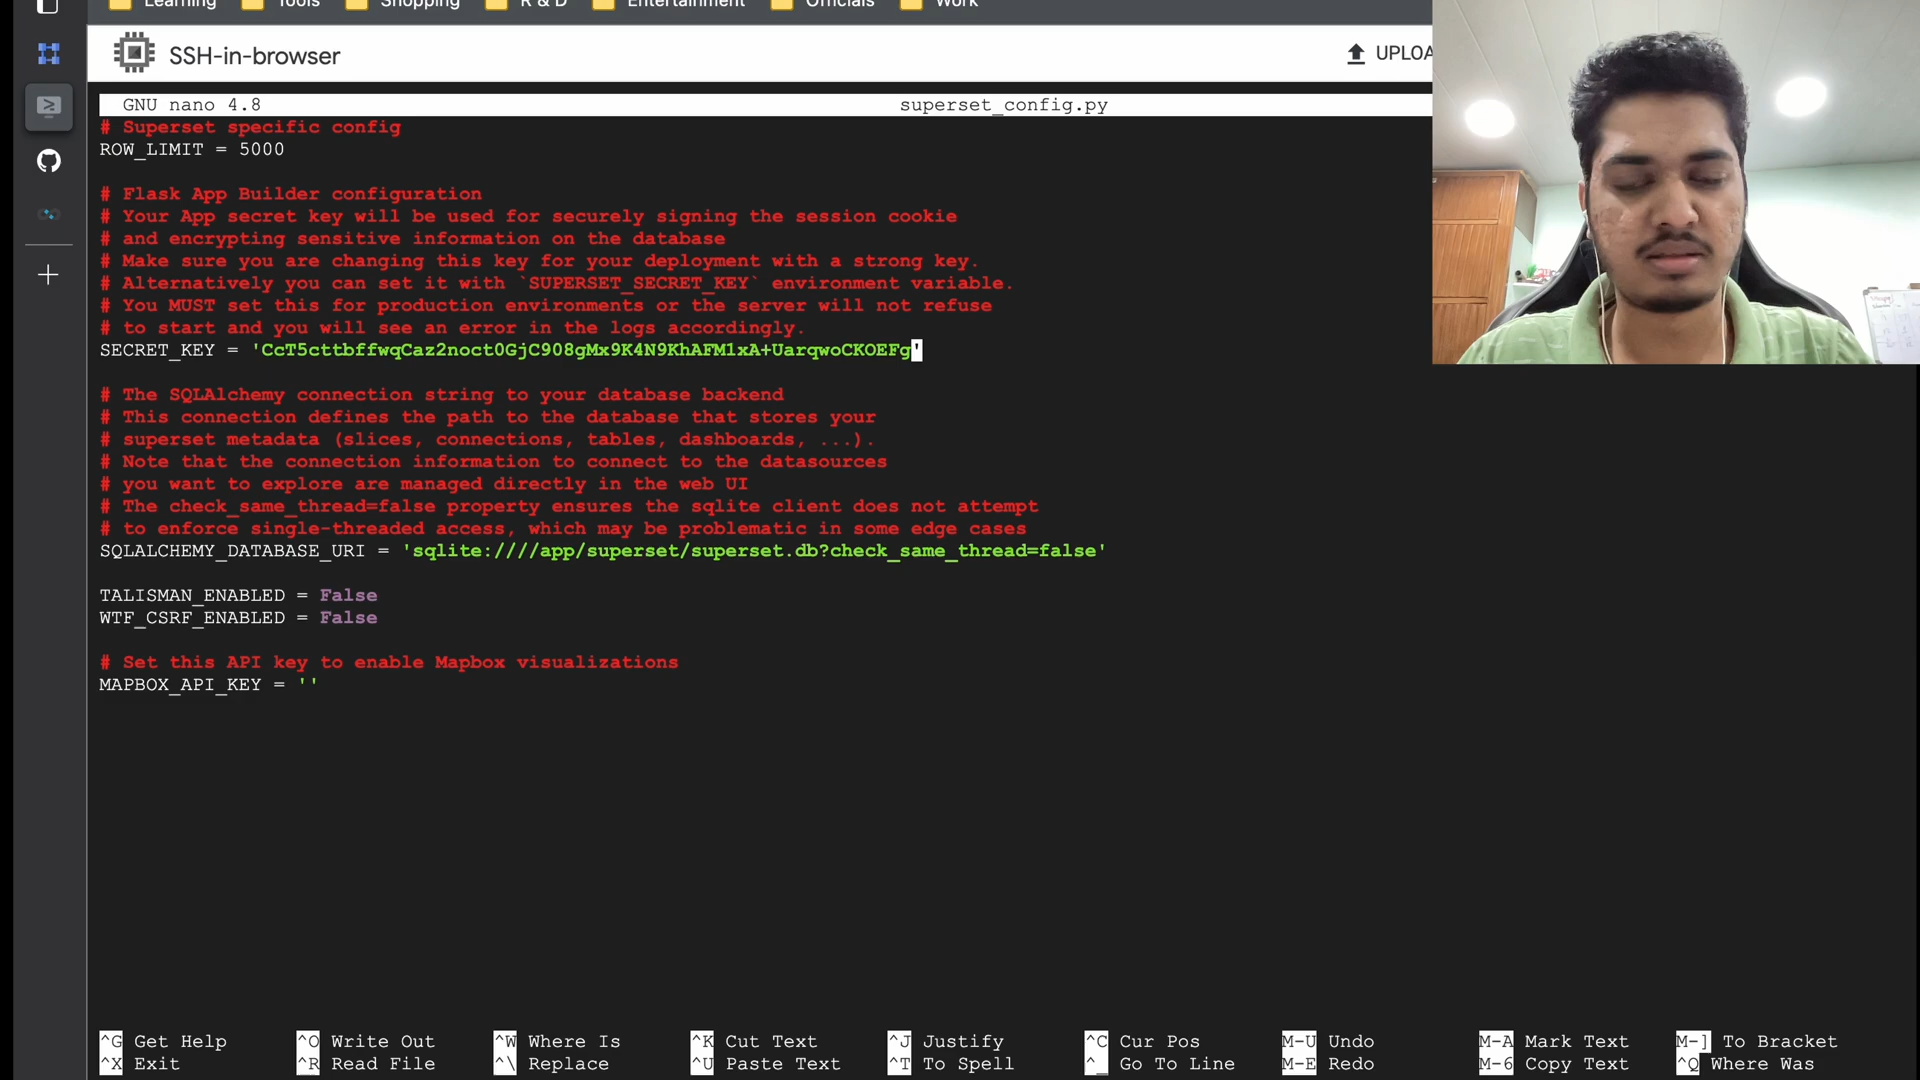 Learning Tools Shopping R & D Entertainment Officials Work
SSH-in-browser
UPLOA
GNU nano 4.8 superset_config.py
# Superset specific config
ROW_LIMIT = 5000
# Flask App Builder configuration
# Your App secret key will be used for securely signing the session cookie
# and encrypting sensitive information on the database
# Make sure you are changing this key for your deployment with a strong key.
# Alternatively you can set it with `SUPERSET_SECRET_KEY` environment variable.
# You MUST set this for production environments or the server will not refuse
# to start and you will see an error in the logs accordingly.
SECRET_KEY = 'CcT5cttbffwqCaz2noct0GjC908gMx9K4N9KhAFM1xA+UarqwoCKOEFg'
# The SQLAlchemy connection string to your database backend
# This connection defines the path to the database that stores your
# superset metadata (slices, connections, tables, dashboards, ...).
# Note that the connection information to connect to the datasources
# you want to explore are managed directly in the web UI
# The check_same_thread=false property ensures the sqlite client does not attempt
# to enforce single-threaded access, which may be problematic in some edge cases
SQLALCHEMY_DATABASE_URI = 'sqlite:////app/superset/superset.db?check_same_thread=false'
TALISMAN_ENABLED = False
WTF_CSRF_ENABLED = False
# Set this API key to enable Mapbox visualizations
MAPBOX_API_KEY = ''
^G Get Help ^O Write Out ^W Where Is ^K Cut Text ^J Justify ^C Cur Pos M-U Undo M-A Mark Text M-] To Bracket
^X Exit ^R Read File ^\ Replace ^U Paste Text ^T To Spell ^_ Go To Line M-E Redo M-6 Copy Text ^Q Where Was